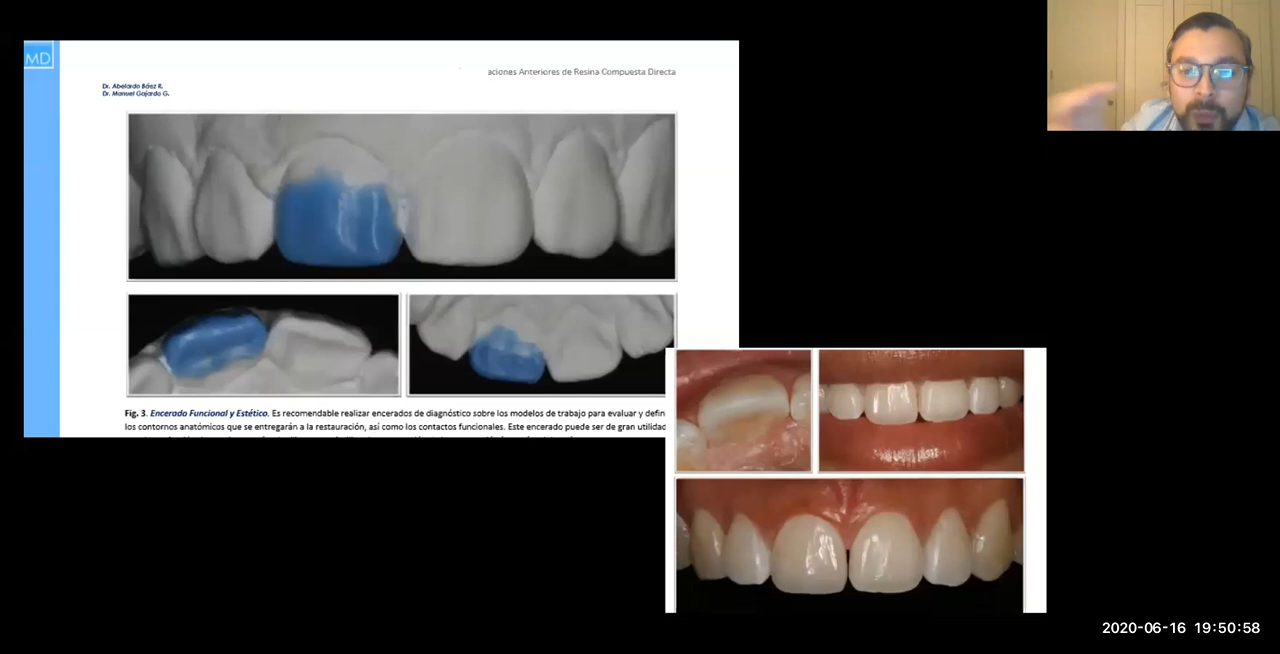 MD
aciones Anteriores de Resina Compuesta Directa
Dr. Abelardo Báez R.
Dr. Manuel Gajardo G.
Fig. 3. Encerado Funcional y Estético. Es recomendable realizar encerados de diagnóstico sobre los modelos de trabajo para evaluar y defin
los contornos anatómicos que se entregarán a la restauración, así como los contactos funcionales. Este encerado puede ser de gran utilidad
2020-06-16 19:50:58